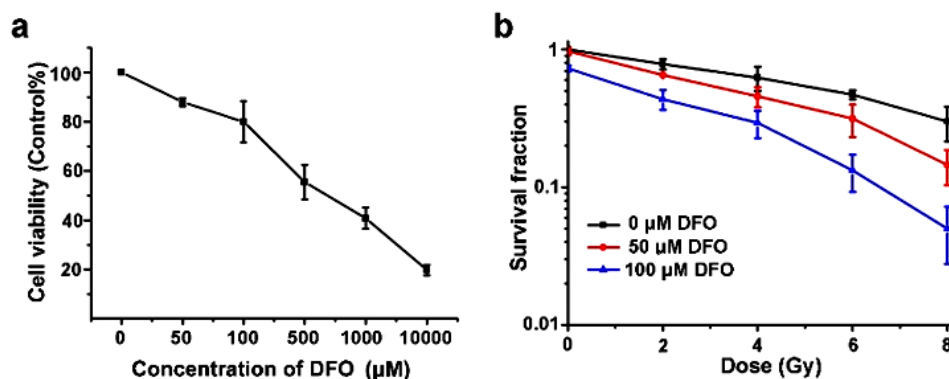 a
Cell viability (Control%)
100
80
60
40
20
0
50
100
500
1000
10000
Concentration of DFO (μM)
b
Survival fraction
1
0.1
0.01
0 μM DFO
50 μM DFO
100 μM DFO
0
2
4
6
8
Dose (Gy)